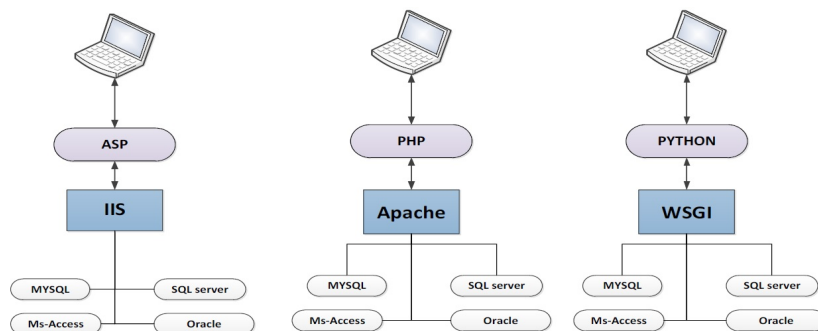 ASP
IIS
MYSQL
SQL server
Ms-Access
Oracle
PHP
Apache
MYSQL
SQL server
Ms-Access
Oracle
PYTHON
WSGI
MYSQL
SQL server
Ms-Access
Oracle